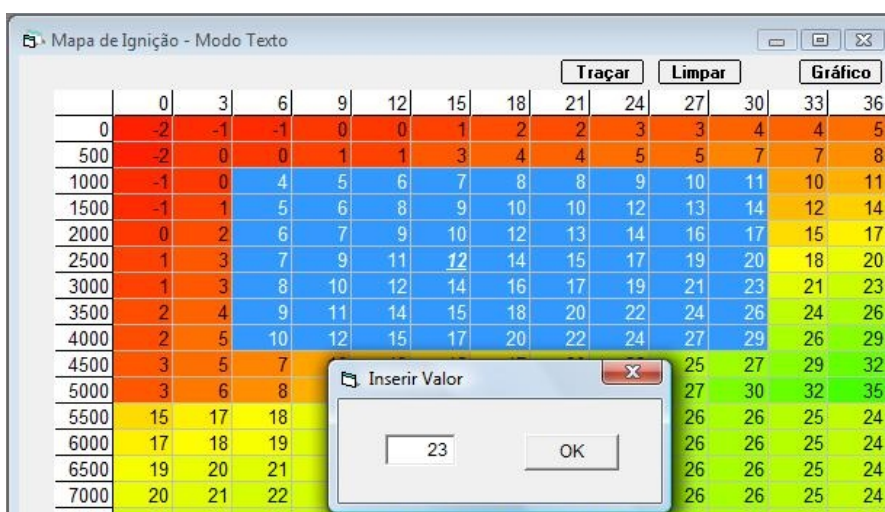 Mapa de Ignição - Modo Texto
Traçar Limpar Gráfico
0 3 6 9 12 15 18 21 24 27 30 33 36
0 -2 -1 -1 0 0 1 2 2 3 3 4 4 5
500 -2 0 0 1 1 3 4 4 5 5 7 7 8
1000 -1 0 4 5 6 7 8 8 9 10 11 10 11
1500 -1 1 5 6 8 9 10 10 12 13 14 12 14
2000 0 2 6 7 9 10 12 13 14 16 17 15 17
2500 1 3 7 9 11 12 14 15 17 19 20 18 20
3000 1 3 8 10 12 14 16 17 19 21 23 21 23
3500 2 4 9 11 14 15 18 20 22 24 26 24 26
4000 2 5 10 12 15 17 20 22 24 27 29 26 29
4500 3 5 7 25 27 29 32
Inserir Valor
5000 3 6 8 27 30 32 35
5500 15 17 18 26 26 25 24
6000 17 18 19 26 26 25 24
23 OK
6500 19 20 21 26 26 25 24
7000 20 21 22 26 26 25 24